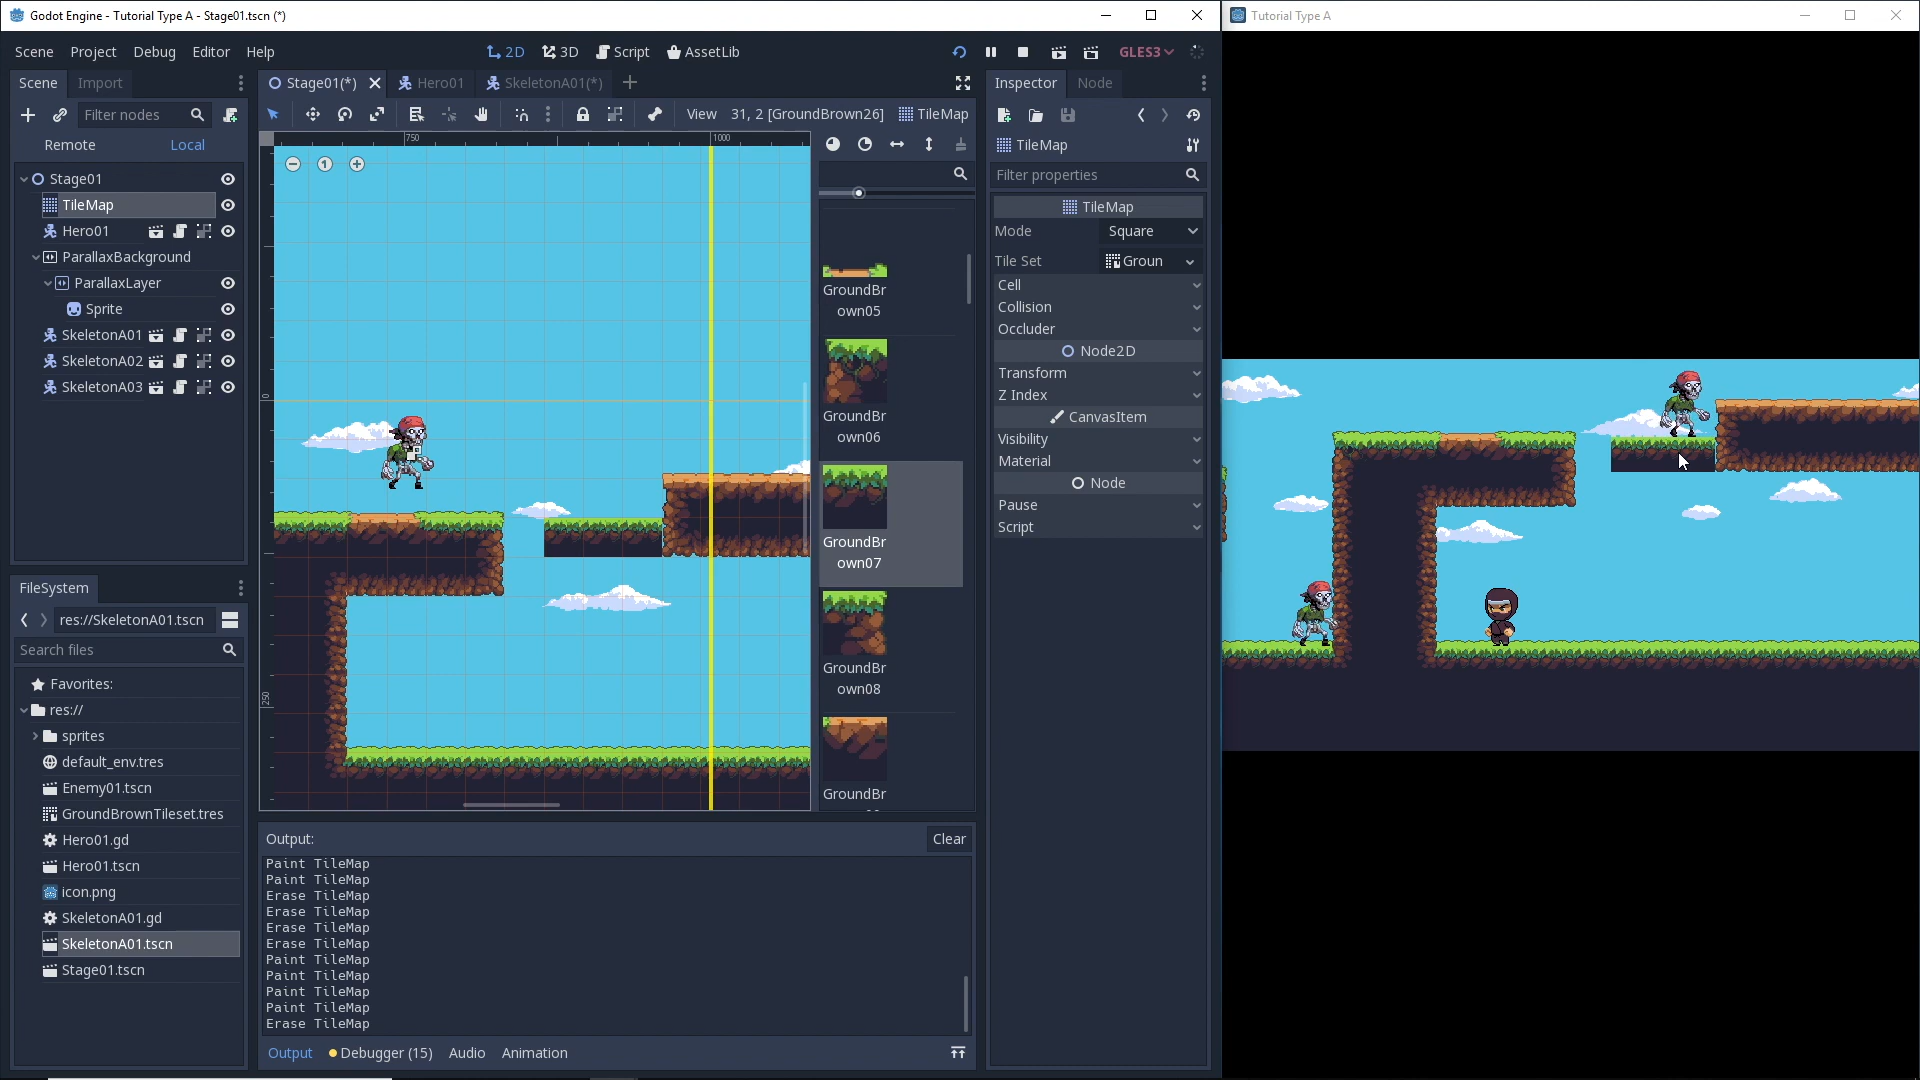 Godot Engine - Tutorial Type A - Stage01.tscn (*)
Tutorial Type A
Scene Project Debug Editor Help
2D 3D Script AssetLib
GLES3
Scene Import
Stage01(*) Hero01 SkeletonA01(*)
Inspector Node
Filter nodes
View 31, 2 [GroundBrown26] TileMap
Remote Local
750 1000
TileMap
Filter properties
Stage01
TileMap
Hero01
ParallaxBackground
ParallaxLayer
Sprite
SkeletonA01
SkeletonA02
SkeletonA03
0
250
1
GroundBr
own05
GroundBr
own06
GroundBr
own07
GroundBr
own08
GroundBr
TileMap
Mode Square
Tile Set Groun
Cell
Collision
Occluder
Node2D
Transform
Z Index
CanvasItem
Visibility
Material
Node
Pause
Script
FileSystem
res://SkeletonA01.tscn
Search files
Favorites:
res://
sprites
default_env.tres
Enemy01.tscn
GroundBrownTileset.tres
Hero01.gd
Hero01.tscn
icon.png
SkeletonA01.gd
SkeletonA01.tscn
Stage01.tscn
Output:
Clear
Paint TileMap
Paint TileMap
Erase TileMap
Erase TileMap
Erase TileMap
Erase TileMap
Paint TileMap
Paint TileMap
Paint TileMap
Paint TileMap
Erase TileMap
Output Debugger (15) Audio Animation